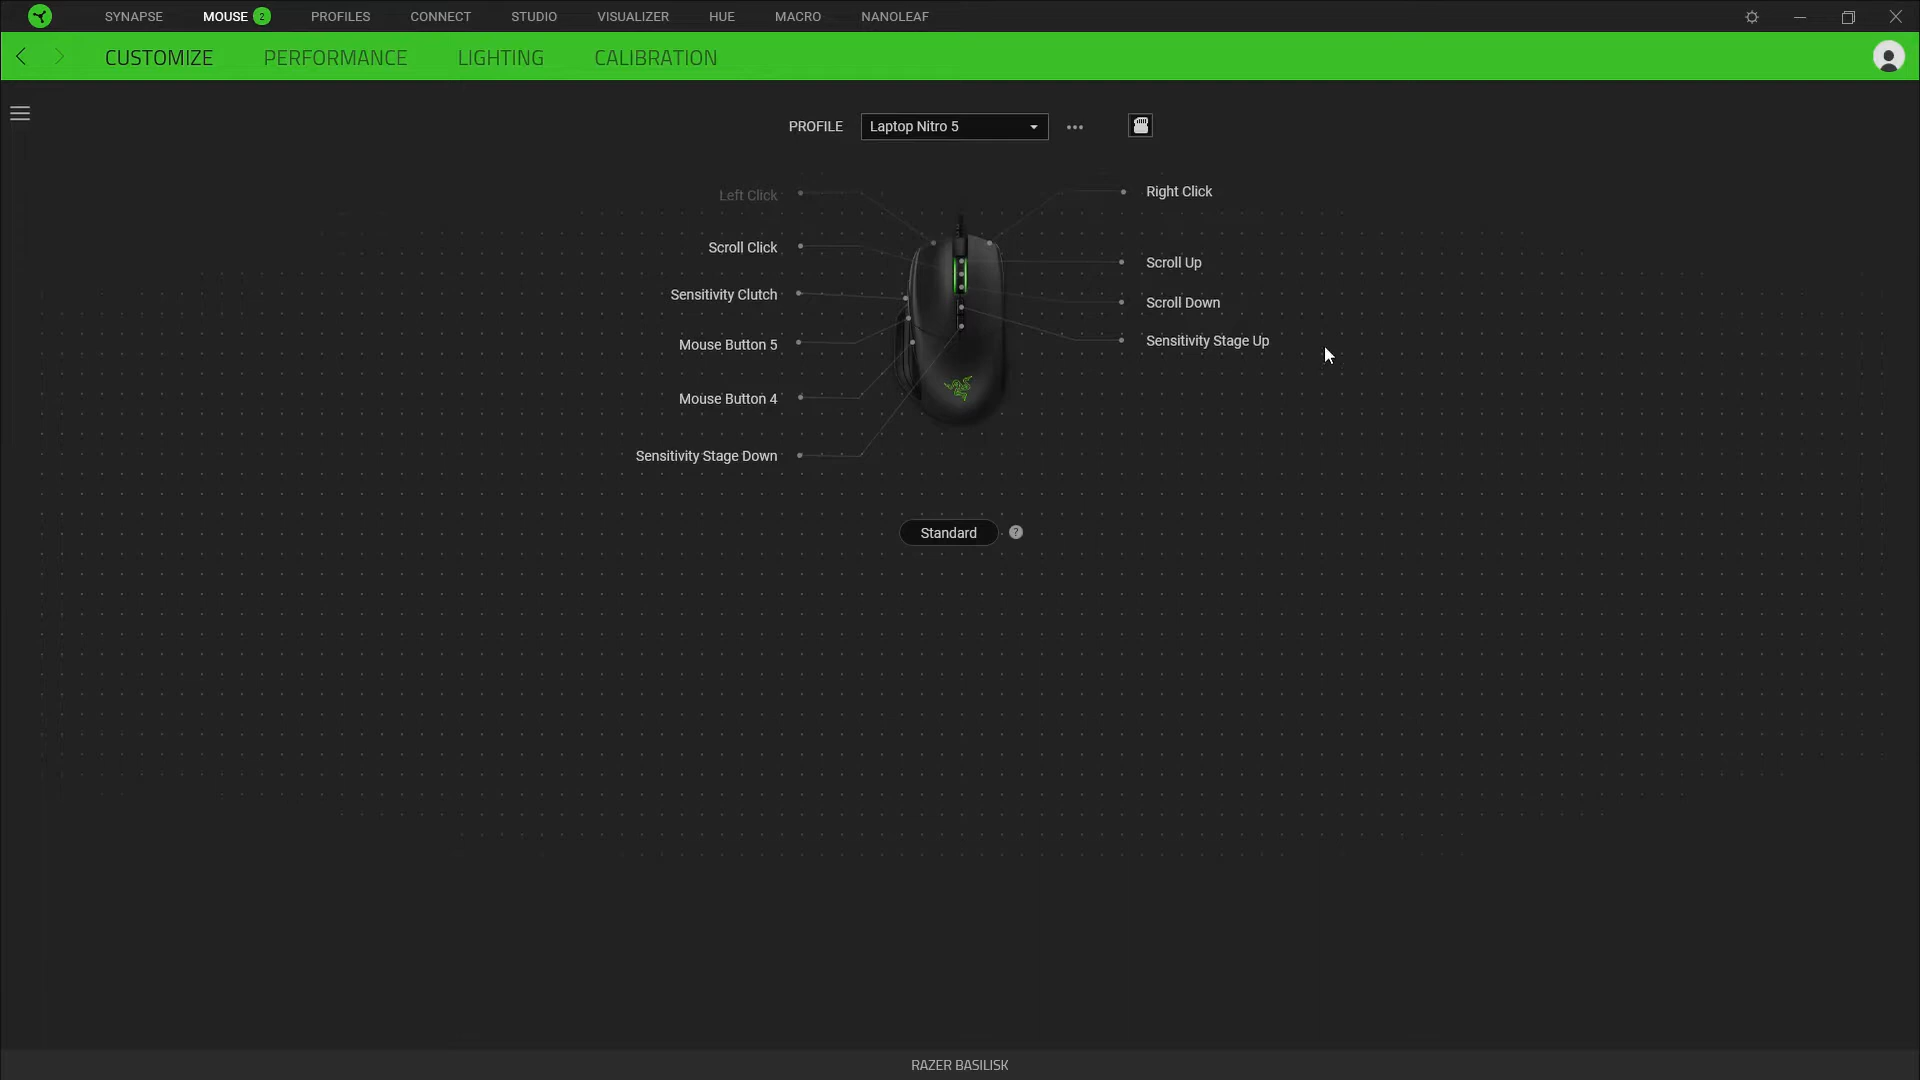 SYNAPSE MOUSE 2 PROFILES CONNECT STUDIO VISUALIZER HUE MACRO NANOLEAF
CUSTOMIZE PERFORMANCE LIGHTING CALIBRATION
PROFILE Laptop Nitro 5
Left Click
Scroll Click
Sensitivity Clutch
Mouse Button 5
Mouse Button 4
Sensitivity Stage Down
Right Click
Scroll Up
Scroll Down
Sensitivity Stage Up
Standard ?
RAZER BASILISK